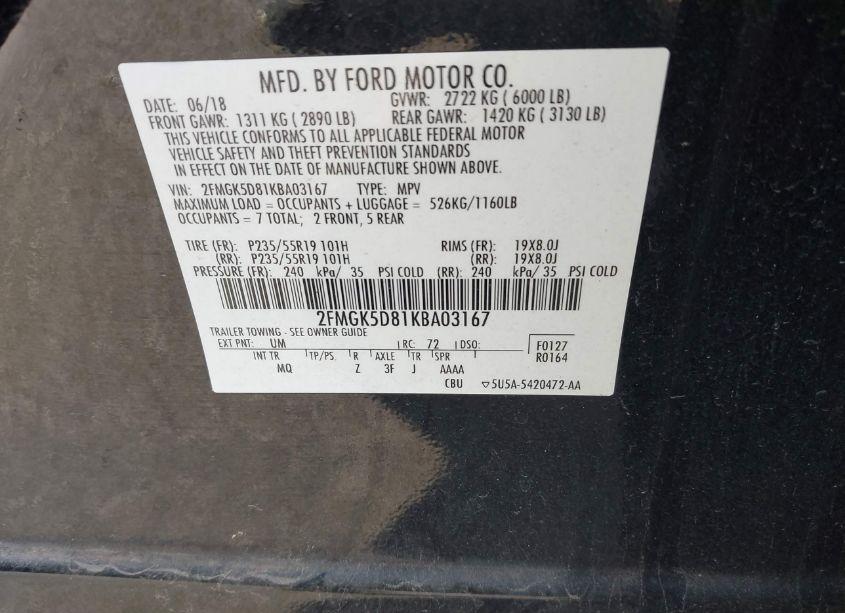 MFD. BY FORD MOTOR CO.
DATE: 06/18 GVWR: 2722 KG ( 6000 LB)
FRONT GAWR: 1311 KG ( 2890 LB) REAR GAWR: 1420 KG ( 3130 LB)
THIS VEHICLE CONFORMS TO ALL APPLICABLE FEDERAL MOTOR
VEHICLE SAFETY AND THEFT PREVENTION STANDARDS
IN EFFECT ON THE DATE OF MANUFACTURE SHOWN ABOVE.
VIN: 2FMGK5D81KBA03167 TYPE: MPV
MAXIMUM LOAD = OCCUPANTS + LUGGAGE = 526KG/1160LB
OCCUPANTS = 7 TOTAL; 2 FRONT, 5 REAR
TIRE (FR): P235/55R19 101H RIMS (FR): 19X8.0J
(RR): P235/55R19 101H (RR): 19X8.0J
PRESSURE (FR): 240 kPa/ 35 PSI COLD (RR): 240 kPa/ 35 PSI COLD
2FMGK5D81KBA03167
TRAILER TOWING - SEE OWNER GUIDE
EXT PNT: UM RC: 72 DSO: F0127
INT TR TP/PS R AXLE TR SPR R0164
MQ Z 3F J AAAA
CBU 5U5A-5420472-AA